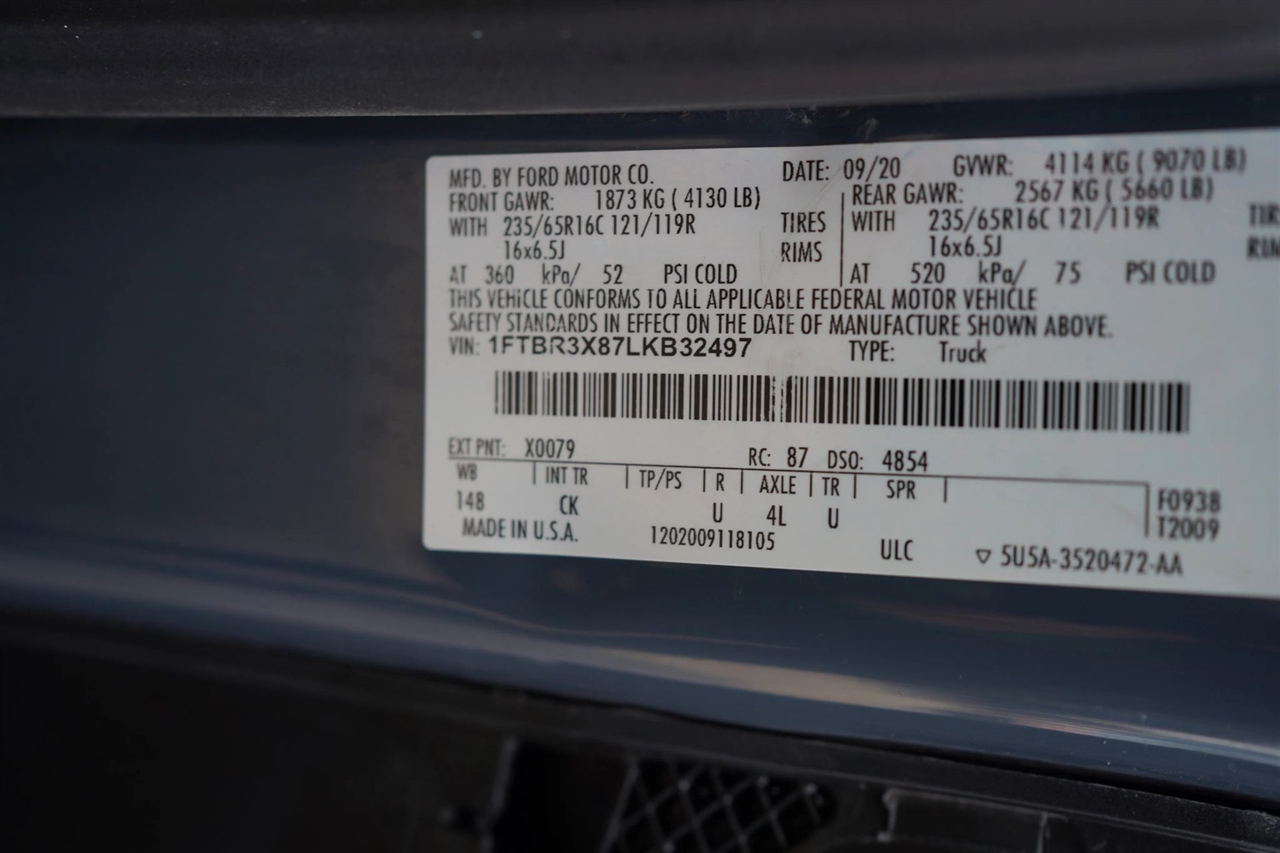 MFD. BY FORD MOTOR CO. DATE: 09/20 GVWR: 4114 KG ( 9070 LB)
FRONT GAWR: 1873 KG ( 4130 LB) REAR GAWR: 2567 KG ( 5660 LB)
WITH 235/65R16C 121/119R TIRES WITH 235/65R16C 121/119R
16x6.5J RIMS 16x6.5J
AT 360 kPa/ 52 PSI COLD AT 520 kPa/ 75 PSI COLD
THIS VEHICLE CONFORMS TO ALL APPLICABLE FEDERAL MOTOR VEHICLE
SAFETY STANDARDS IN EFFECT ON THE DATE OF MANUFACTURE SHOWN ABOVE.
VIN: 1FTBR3X87LKB32497 TYPE: Truck
EXT PNT: X0079 RC: 87 DSO: 4854
WB INT TR TP/PS R AXLE TR SPR F0938
148 CK U 4L U T2009
MADE IN U.S.A. 1202009118105 ULC ▽ 5U5A-3520472-AA